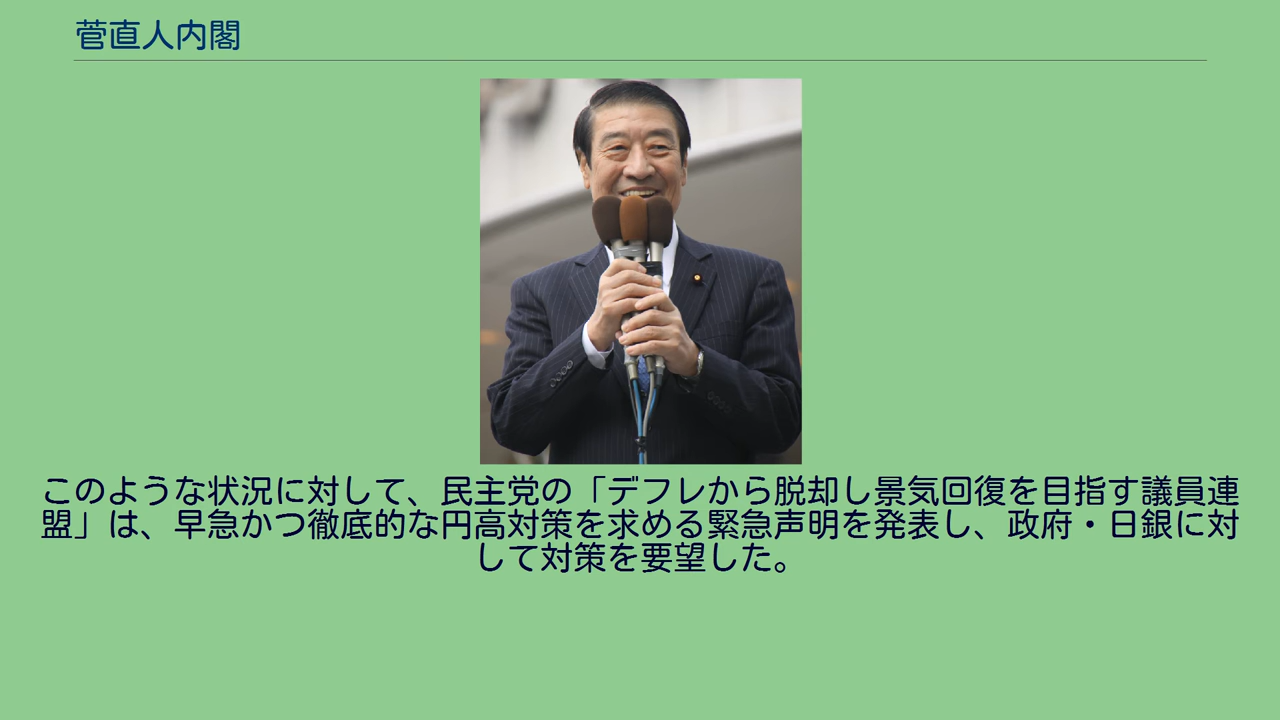 菅直人内閣
このような状況に対して、民主党の「デフレから脱却し景気回復を目指す議員連
盟」は、早急かつ徹底的な円高対策を求める緊急声明を発表し、政府・日銀に対
して対策を要望した。